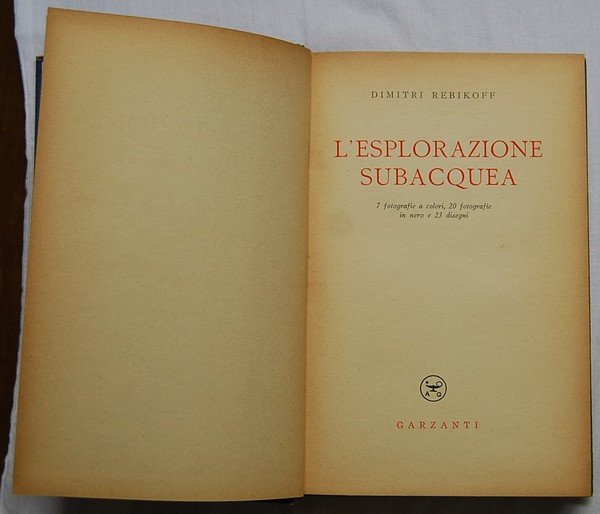 DIMITRI REBIKOFF
L'ESPLORAZIONE
SUBACQUEA
7 fotografie a colori, 20 fotografie
in nero e 23 disegni
A G
GARZANTI